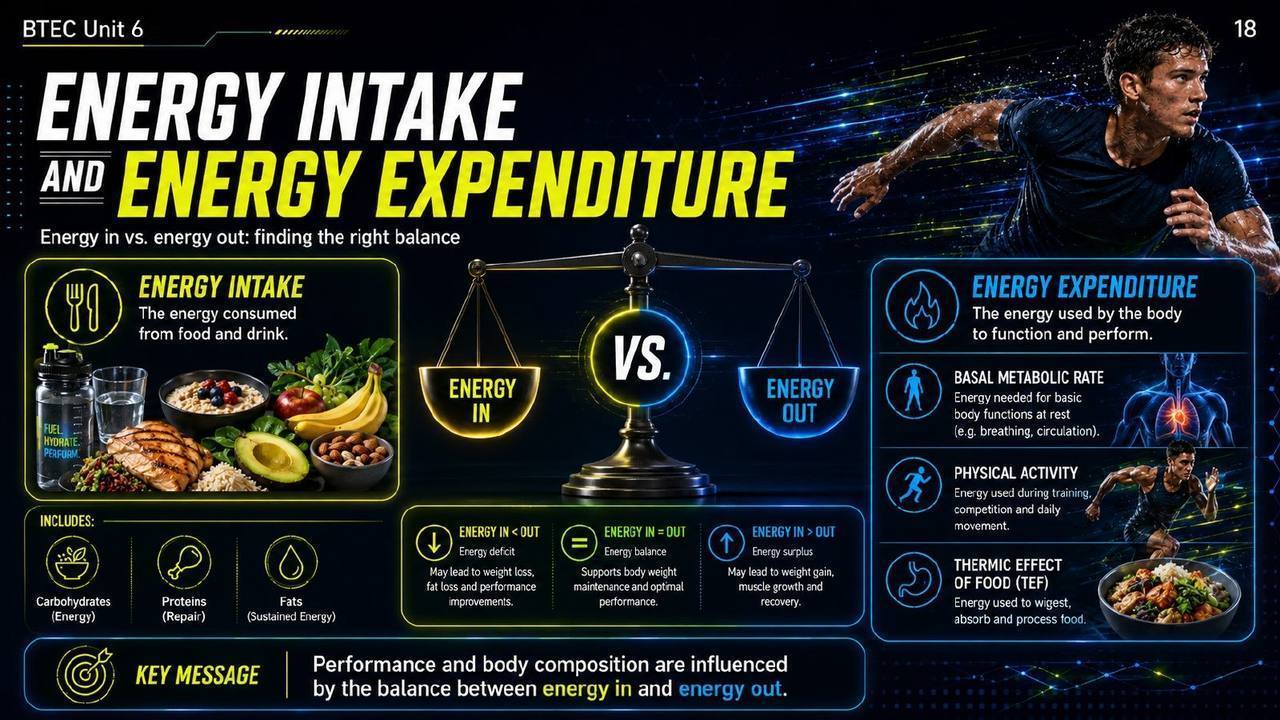 BTEC Unit 6
18
ENERGY INTAKE
AND ENERGY EXPENDITURE
Energy in vs. energy out: finding the right balance
ENERGY INTAKE
The energy consumed
from food and drink.
FUEL.
HYDRATE.
PERFORM.
INCLUDES:
Carbohydrates
(Energy)
Proteins
(Repair)
Fats
(Sustained Energy)
ENERGY
IN
VS.
ENERGY
OUT
ENERGY IN < OUT
Energy deficit
May lead to weight loss,
fat loss and performance
improvements.
ENERGY IN = OUT
Energy balance
Supports body weight
maintenance and optimal
performance.
ENERGY IN > OUT
Energy surplus
May lead to weight gain,
muscle growth and
recovery.
ENERGY EXPENDITURE
The energy used by the body
to function and perform.
BASAL METABOLIC RATE
Energy needed for basic
body functions at rest
(e.g. breathing, circulation).
PHYSICAL ACTIVITY
Energy used during training,
competition and daily
movement.
THERMIC EFFECT
OF FOOD (TEF)
Energy used to wigest,
absorb and process food.
KEY MESSAGE
Performance and body composition are influenced
by the balance between energy in and energy out.